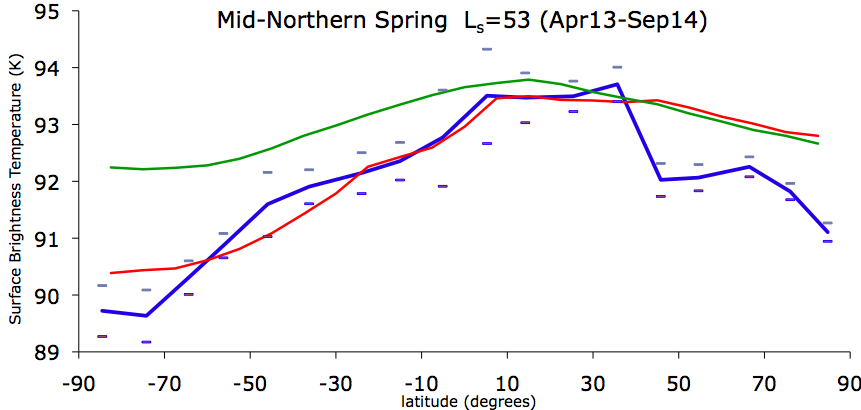 Mid-Northern Spring Ls=53 (Apr13-Sep14)
Surface Brightness Temperature (K)
95
94
93
92
91
90
89
-90 -70 -50 -30 -10 10 30 50 70 90
latitude (degrees)